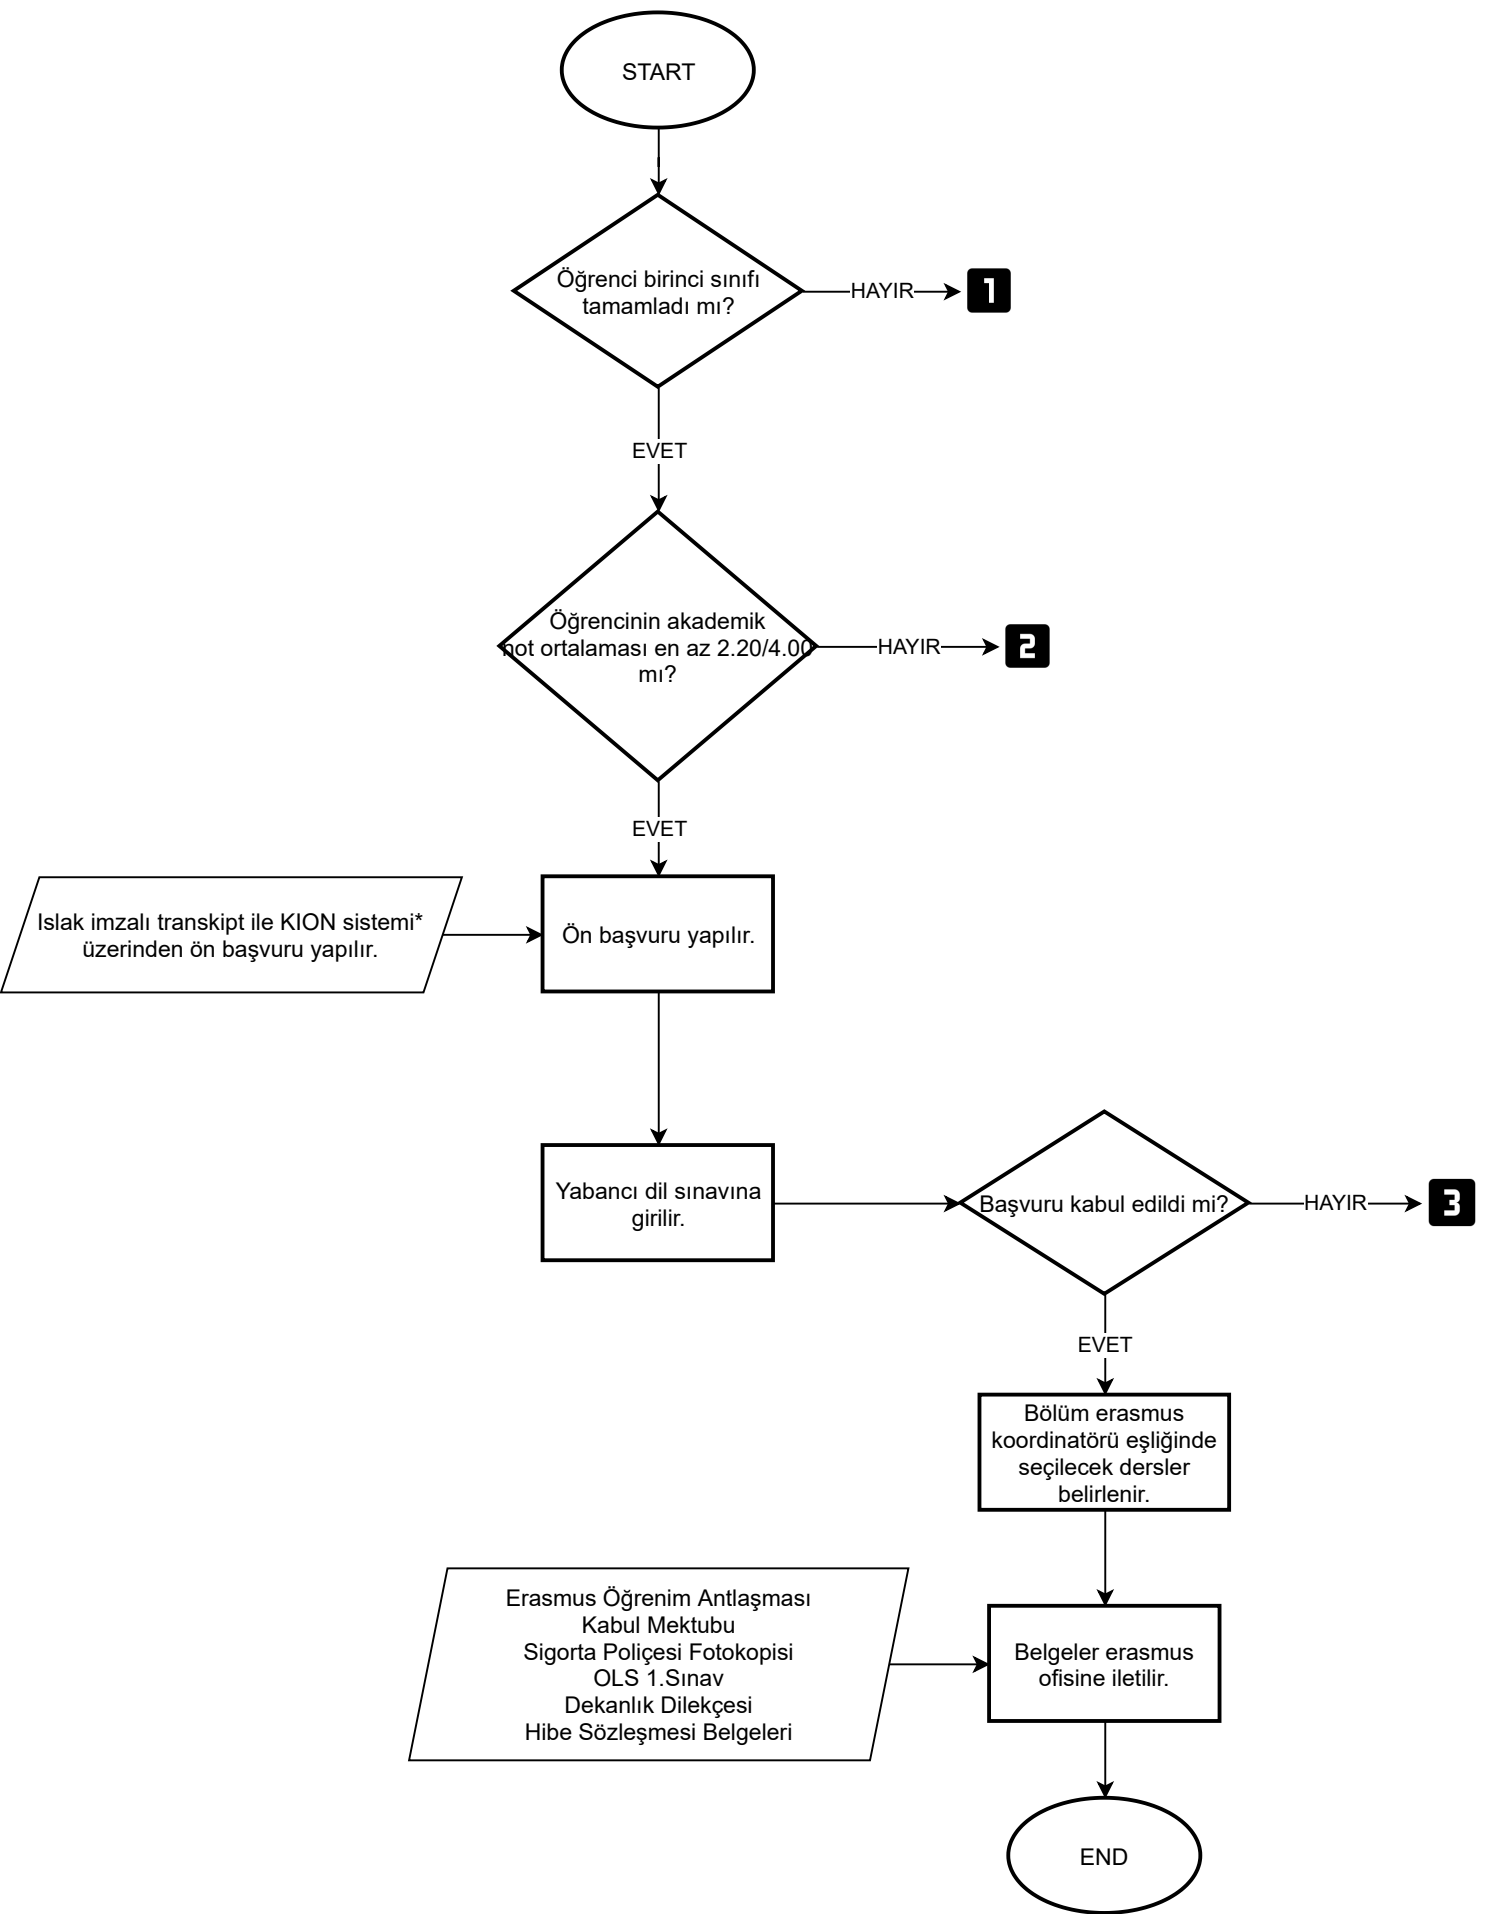 START
Öğrenci birinci sınıfı
tamamladı mı?
HAYIR
1
EVET
Öğrencinin akademik
not ortalaması en az 2.20/4.00
mı?
HAYIR
2
EVET
Islak imzalı transkipt ile KION sistemi*
üzerinden ön başvuru yapılır.
Ön başvuru yapılır.
Yabancı dil sınavına
girilir.
Başvuru kabul edildi mi?
HAYIR
3
EVET
Bölüm erasmus
koordinatörü eşliğinde
seçilecek dersler
belirlenir.
Erasmus Öğrenim Antlaşması
Kabul Mektubu
Sigorta Poliçesi Fotokopisi
OLS 1.Sınav
Dekanlık Dilekçesi
Hibe Sözleşmesi Belgeleri
Belgeler erasmus
ofisine iletilir.
END